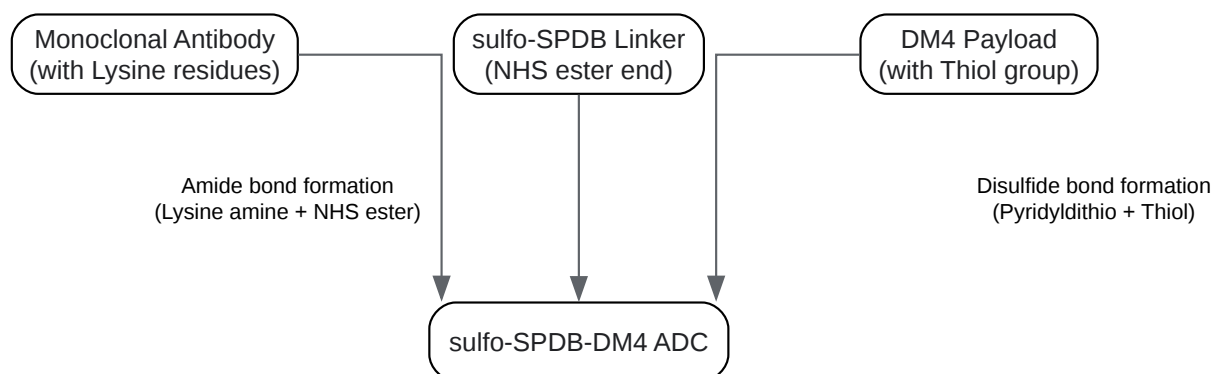 Monoclonal Antibody
(with Lysine residues)
sulfo-SPDB Linker
(NHS ester end)
DM4 Payload
(with Thiol group)
Amide bond formation
(Lysine amine + NHS ester)
Disulfide bond formation
(Pyridyldithio + Thiol)
sulfo-SPDB-DM4 ADC